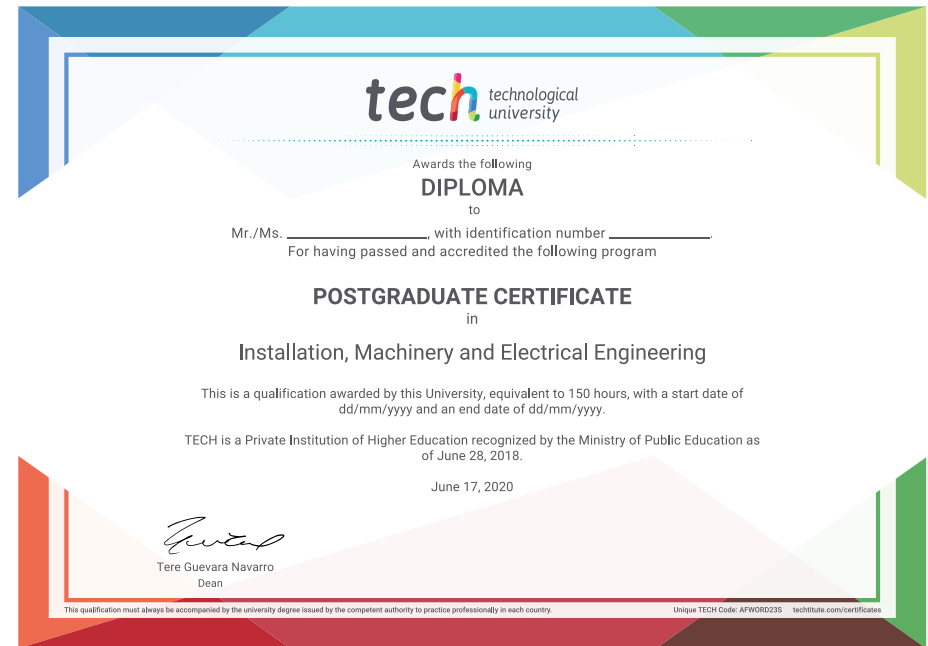 tech technological
university
Awards the following
DIPLOMA
to
Mr./Ms. ____________, with identification number ____________.
For having passed and accredited the following program
POSTGRADUATE CERTIFICATE
in
Installation, Machinery and Electrical Engineering
This is a qualification awarded by this University, equivalent to 150 hours, with a start date of
dd/mm/yyyy and an end date of dd/mm/yyyy.
TECH is a Private Institution of Higher Education recognized by the Ministry of Public Education as
of June 28, 2018.
June 17, 2020
Tere Guevara Navarro
Dean
This qualification must always be accompanied by the university degree issued by the competent authority to practice professionally in each country.
Unique TECH Code: AFWORD23S techtitute.com/certificates